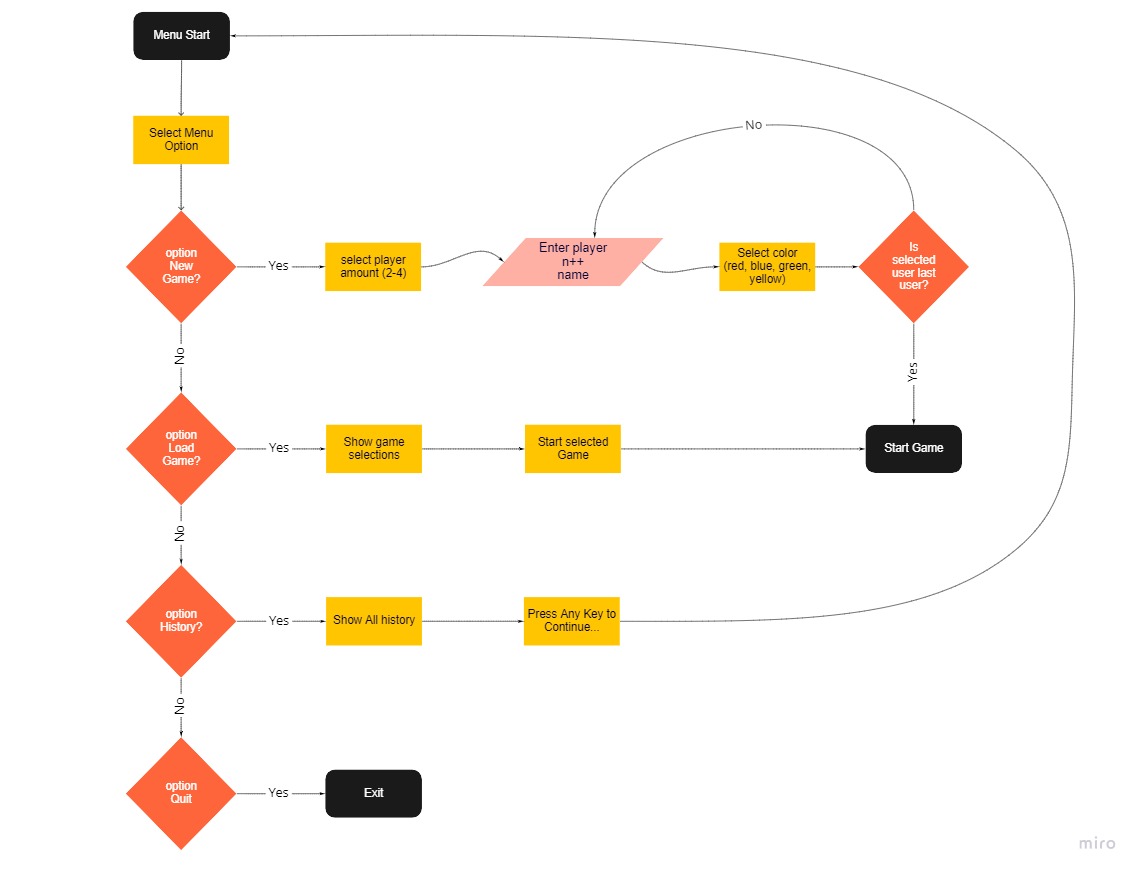 Menu Start
Select Menu
Option
No
option
New
Game?
Yes
select player
amount (2-4)
Enter player
n++
name
Select color
(red, blue, green,
yellow)
Is
selected
user last
user?
No
Yes
option
Load
Game?
Yes
Show game
selections
Start selected
Game
Start Game
No
option
History?
Yes
Show All history
Press Any Key to
Continue...
No
option
Quit
Yes
Exit
miro